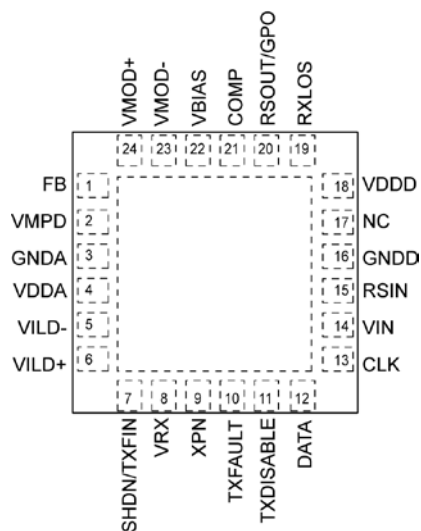 VMOD+
VMOD-
VBIAS
COMP
RSOUT/GPO
RXLOS
24
23
22
21
20
19
FB 1
VMPD 2
GNDA 3
VDDA 4
VILD- 5
VILD+ 6
18 VDDD
17 NC
16 GNDD
15 RSIN
14 VIN
13 CLK
7
8
9
10
11
12
SHDN/TXFIN
VRX
XPN
TXFAULT
TXDISABLE
DATA